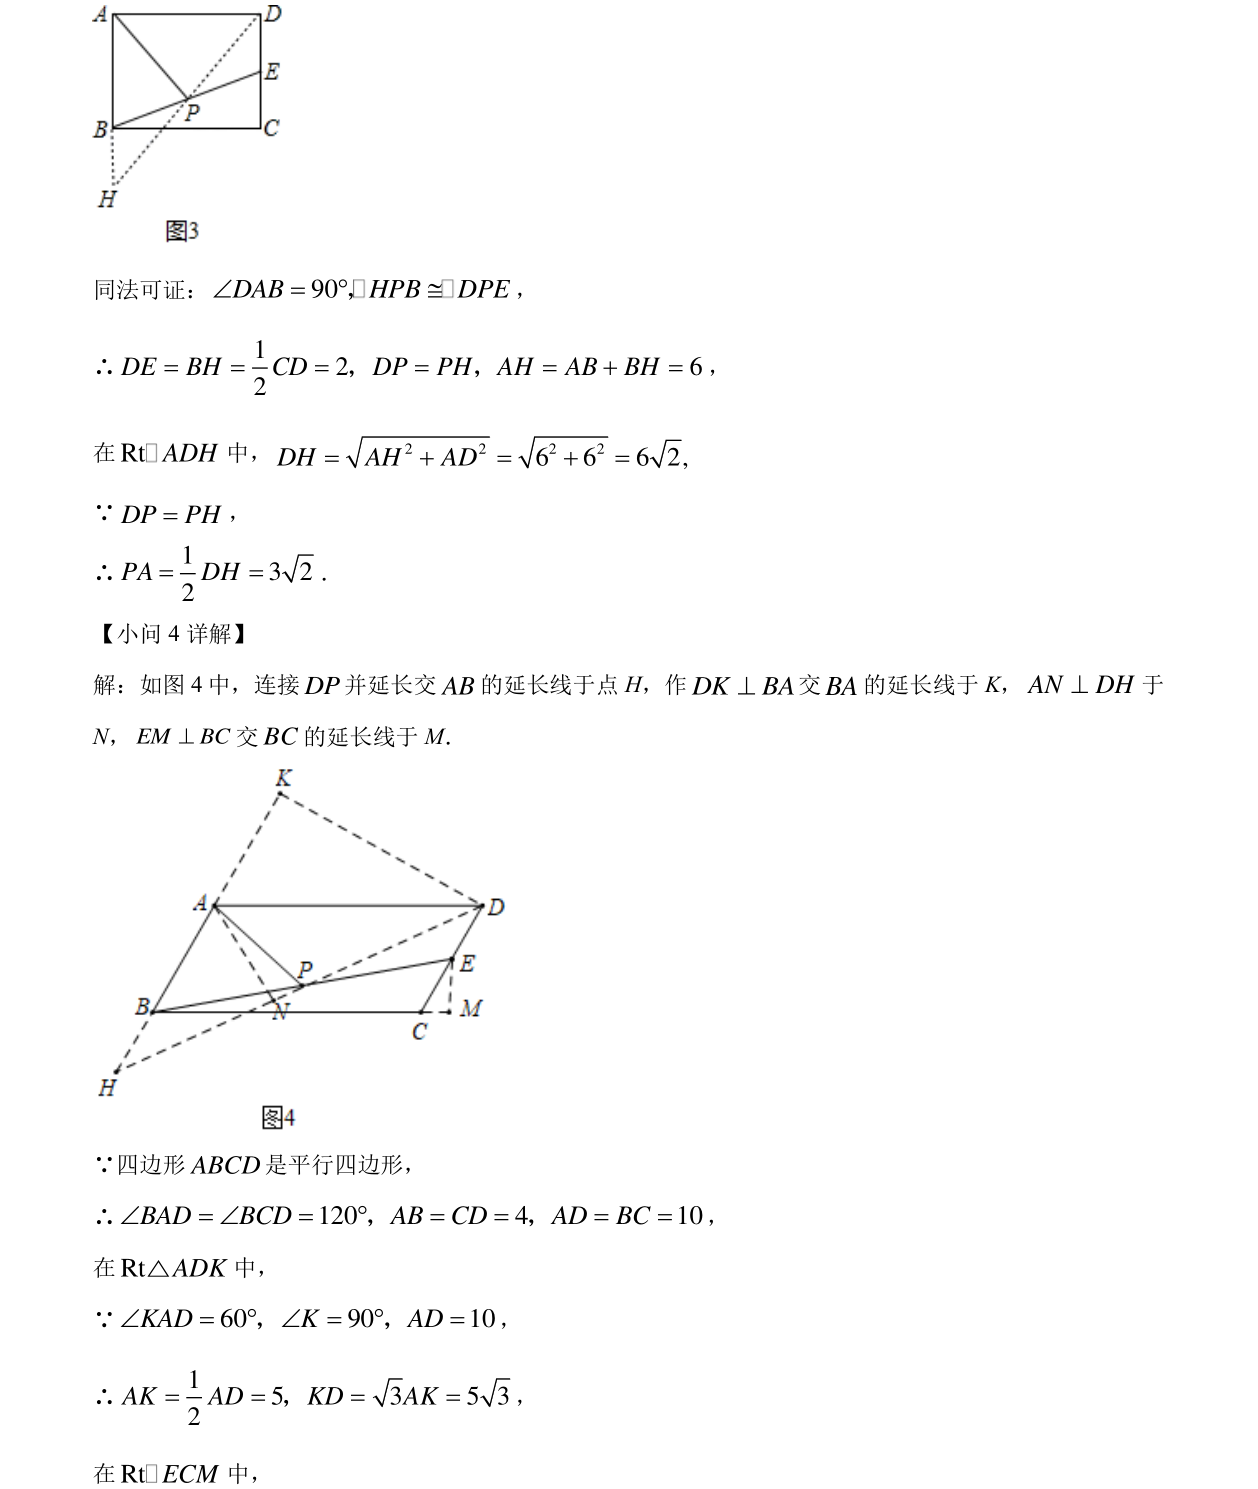 A D
E
P
B C
H
图3
同法可证：∠DAB = 90°,□HPB ≅□ DPE，
∴ DE = BH = 1/2 CD = 2, DP = PH, AH = AB + BH = 6，
在 Rt□ ADH 中， DH = √(AH² + AD²) = √(6² + 6²) = 6√2,
∵ DP = PH，
∴ PA = 1/2 DH = 3√2．
【小问 4 详解】
解：如图 4 中，连接 DP 并延长交 AB 的延长线于点 H，作 DK ⊥ BA 交 BA 的延长线于 K， AN ⊥ DH 于
N， EM ⊥ BC 交 BC 的延长线于 M．
K
A D
P E
B N M
C
H
图4
∵四边形 ABCD 是平行四边形，
∴ ∠BAD = ∠BCD = 120°, AB = CD = 4, AD = BC = 10，
在 Rt△ADK 中，
∵ ∠KAD = 60°, ∠K = 90°, AD = 10，
∴ AK = 1/2 AD = 5, KD = √3AK = 5√3，
在 Rt□ ECM 中，